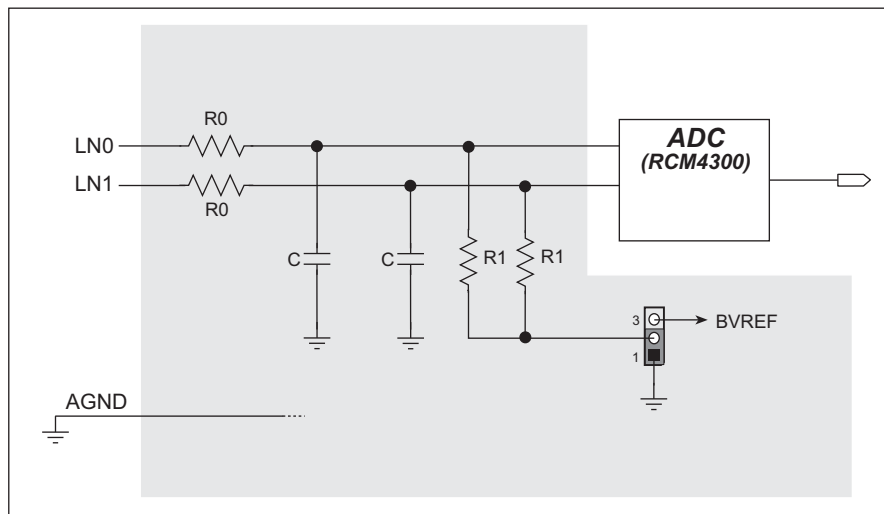 R0
LN0
LN1
R0
ADC
(RCM4300)
C
C
R1
R1
3
BVREF
1
AGND